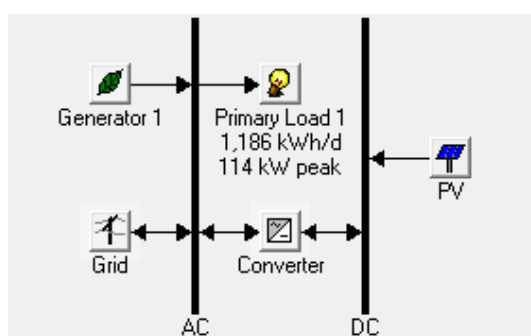 Generator 1
Primary Load 1
1,186 kWh/d
114 kW peak
PV
Grid
Converter
AC
DC